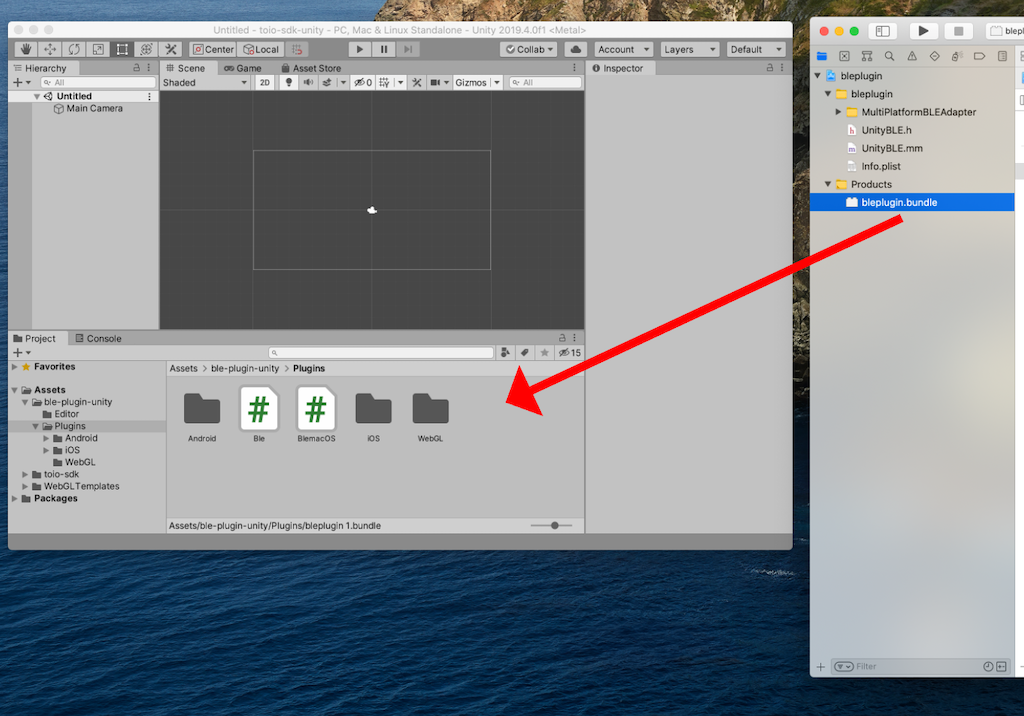 Untitled - toio-sdk-unity - PC, Mac & Linux Standalone - Unity 2019.4.0f1 <Metal>
Center Local Collab Account Layers Default
Hierarchy
All
Untitled
Main Camera
Scene Game Asset Store
Shaded 2D 0 Gizmos All
Inspector
Project Console
15
Favorites
Assets
ble-plugin-unity
Editor
Plugins
Android
iOS
WebGL
toio-sdk
WebGLTemplates
Packages
Assets > ble-plugin-unity > Plugins
# #
Android Ble BlemacOS iOS WebGL
Assets/ble-plugin-unity/Plugins/bleplugin 1.bundle
blepl
bleplugin
bleplugin
MultiPlatformBLEAdapter
h UnityBLE.h
m UnityBLE.mm
Info.plist
Products
bleplugin.bundle
Filter